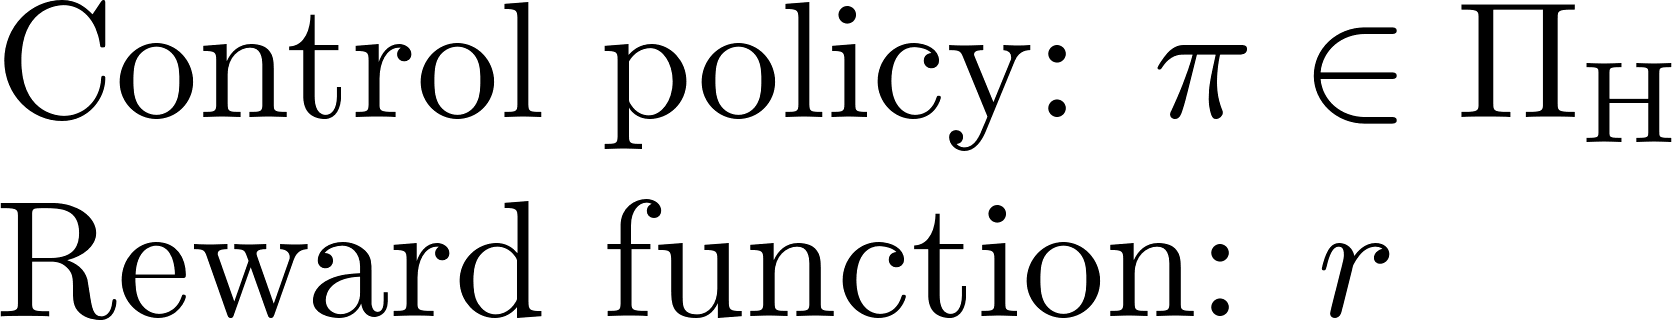 Control policy: π ∈ Π_H
Reward function: r